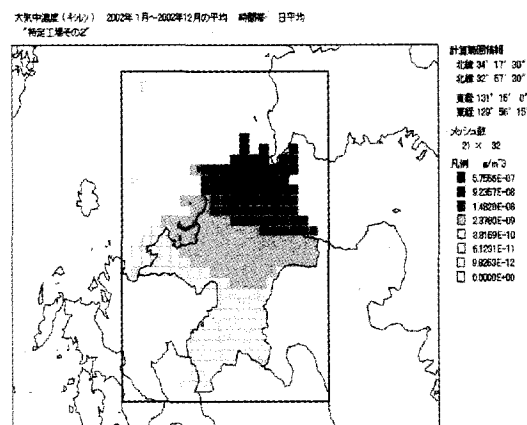 大気中濃度(キシレン) 2002年1月〜2002年12月の平均 時間帯 日平均
"特定工場その2"
計算範囲情報
北緯 34° 17' 30"
北緯 32° 57' 30"
東経 131° 15' 0"
東経 129° 56' 15"
メッシュ数
21 × 32
凡例 g/m^3
5.7556E-07
9.2357E-08
1.4820E-08
2.3780E-09
3.8159E-10
6.1231E-11
9.8253E-12
0.0000E+00